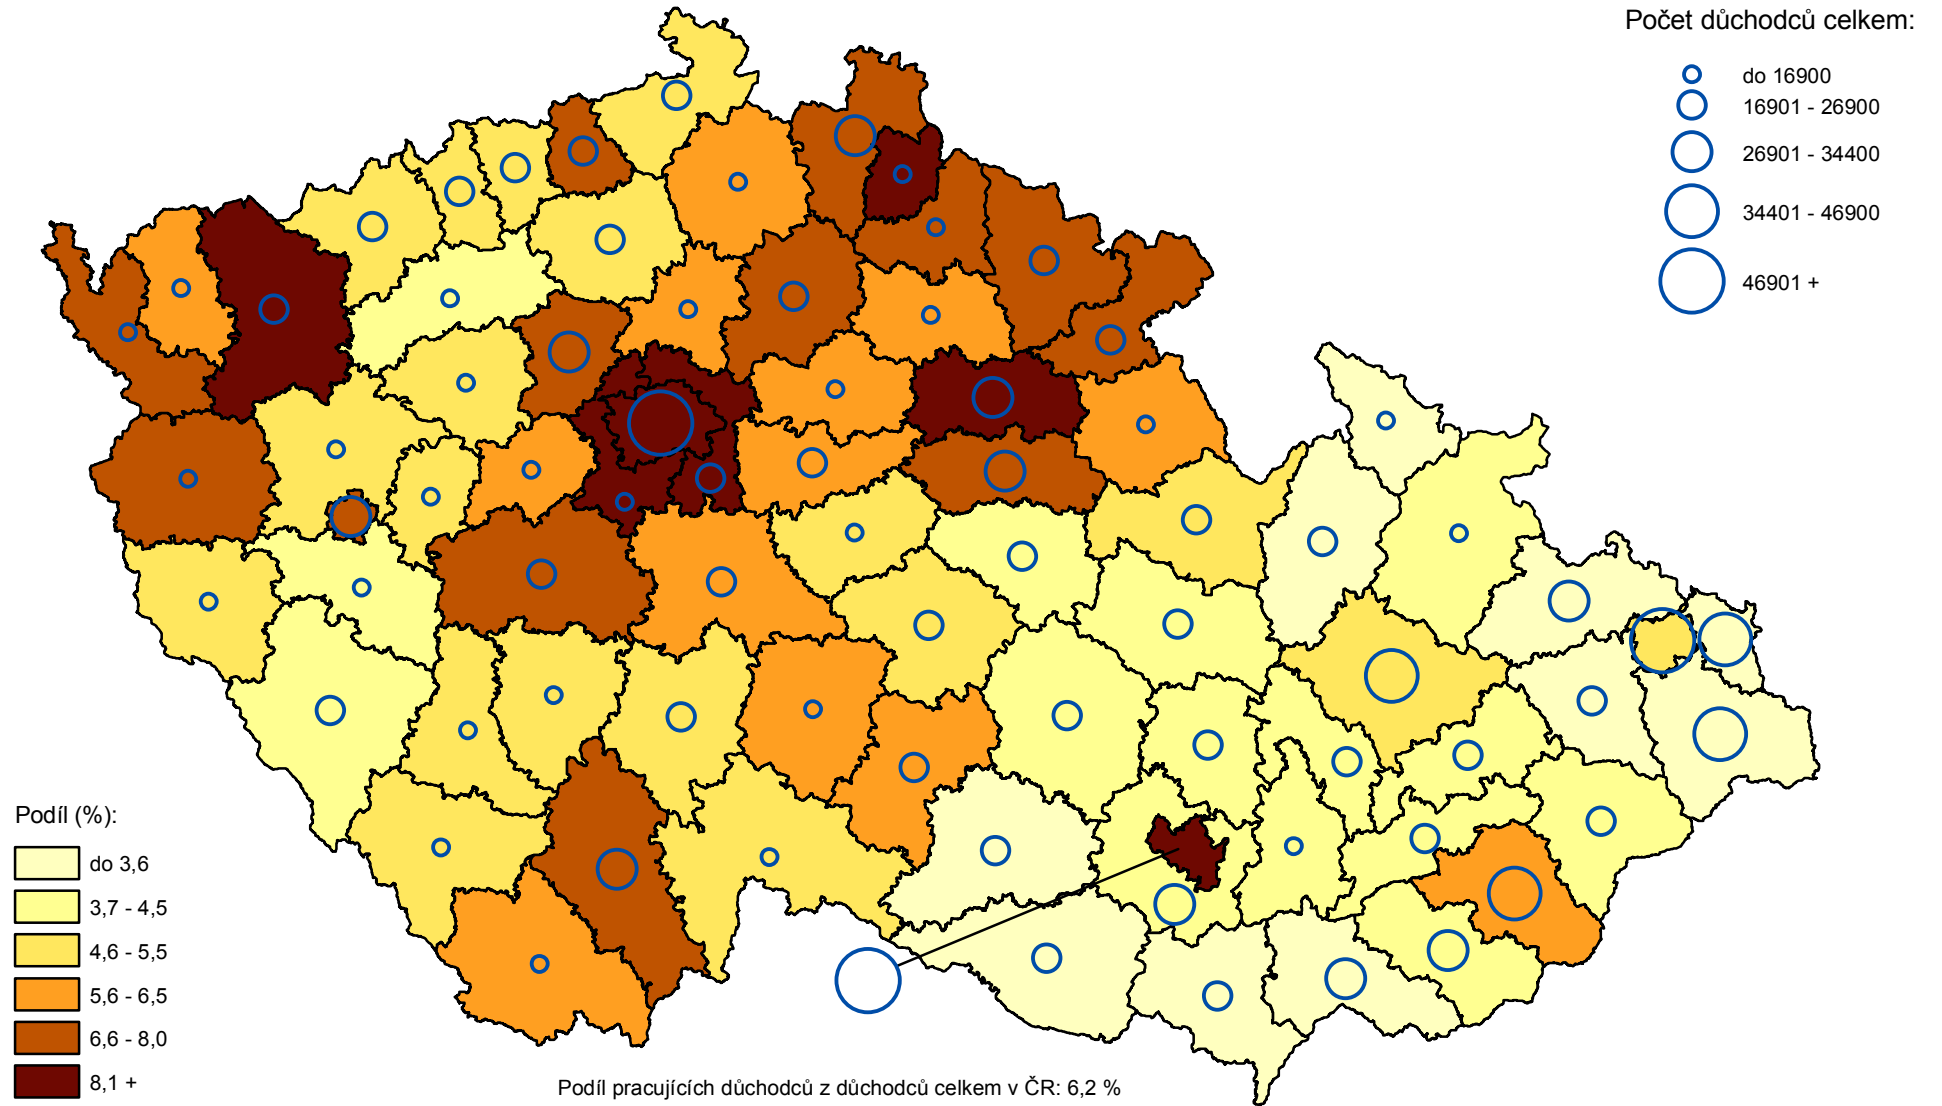 Počet důchodců celkem:
do 16900
16901 - 26900
26901 - 34400
34401 - 46900
46901 +
Podíl (%):
do 3,6
3,7 - 4,5
4,6 - 5,5
5,6 - 6,5
6,6 - 8,0
8,1 +
Podíl pracujících důchodců z důchodců celkem v ČR: 6,2 %